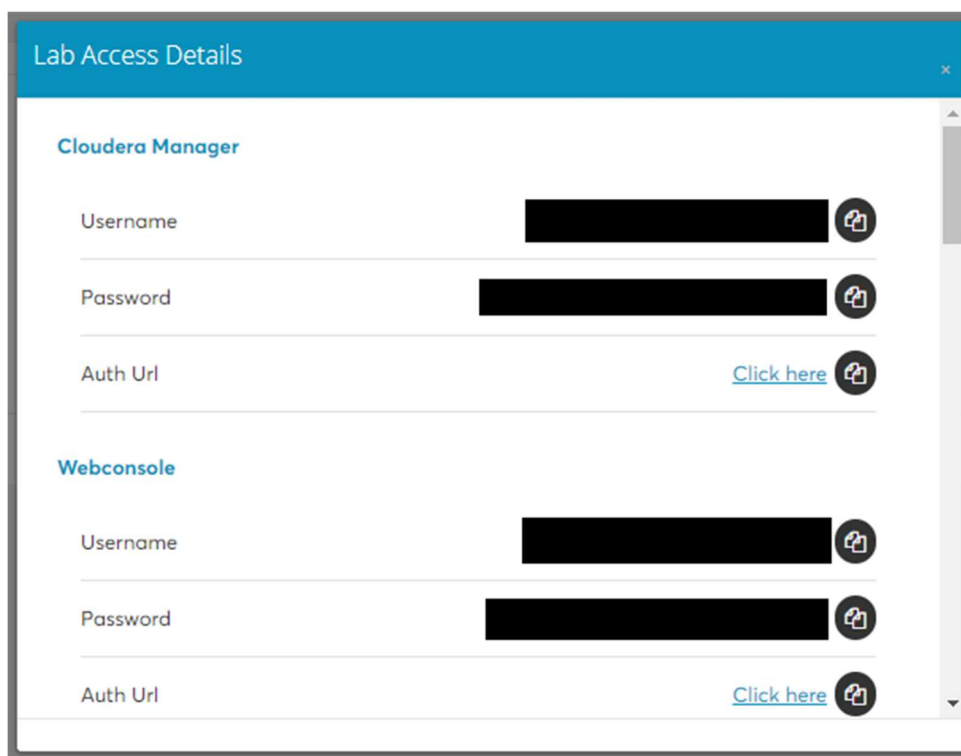 Lab Access Details
Cloudera Manager
Username
Password
Auth Url Click here
Webconsole
Username
Password
Auth Url Click here